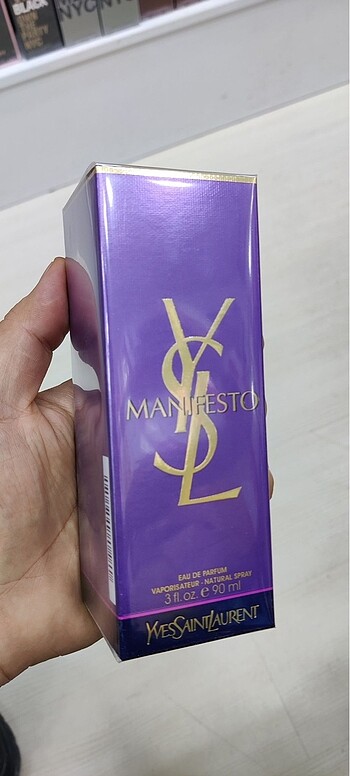 BLACK
NYC
YSL
MANIFESTO
EAU DE PARFUM
VAPORISATEUR - NATURAL SPRAY
3 fl. oz. e 90 ml
YVESSAINTLAURENT